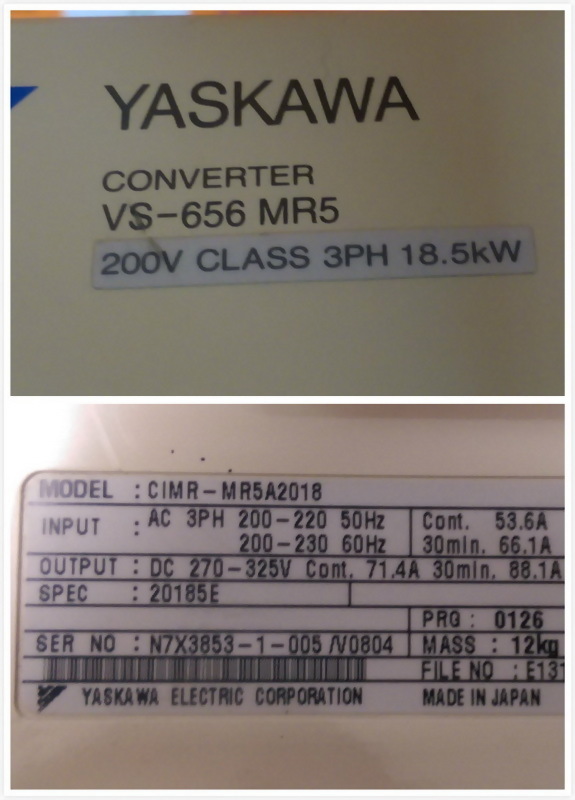 YASKAWA
CONVERTER
VS-656 MR5
200V CLASS 3PH 18.5kW
MODEL : CIMR-MR5A2018
INPUT : AC 3PH 200-220 50Hz Cont. 53.6A
200-230 60Hz 30min. 66.1A
OUTPUT : DC 270-325V Cont. 71.4A 30min. 88.1A
SPEC : 20185E
PRG : 0126
SER NO : N7X3853-1-005 /V0804 MASS : 12kg
FILE NO : E131
YASKAWA ELECTRIC CORPORATION MADE IN JAPAN